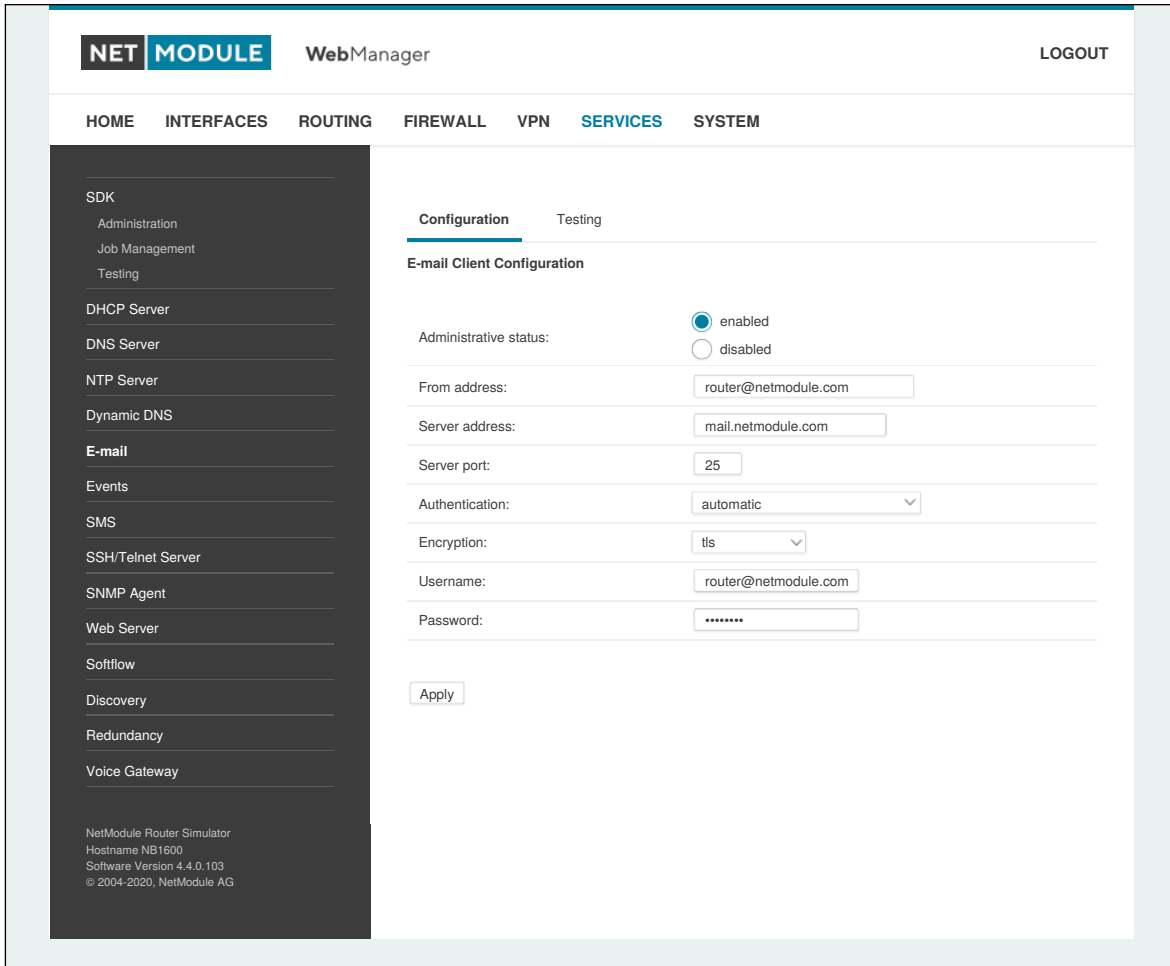 NET MODULE WebManager LOGOUT
HOME INTERFACES ROUTING FIREWALL VPN SERVICES SYSTEM
SDK
Administration
Job Management
Testing
DHCP Server
DNS Server
NTP Server
Dynamic DNS
E-mail
Events
SMS
SSH/Telnet Server
SNMP Agent
Web Server
Softflow
Discovery
Redundancy
Voice Gateway
NetModule Router Simulator
Hostname NB1600
Software Version 4.4.0.103
© 2004-2020, NetModule AG
Configuration Testing
E-mail Client Configuration
Administrative status:
enabled
disabled
From address: router@netmodule.com
Server address: mail.netmodule.com
Server port: 25
Authentication: automatic
Encryption: tls
Username: router@netmodule.com
Password: ••••••••
Apply